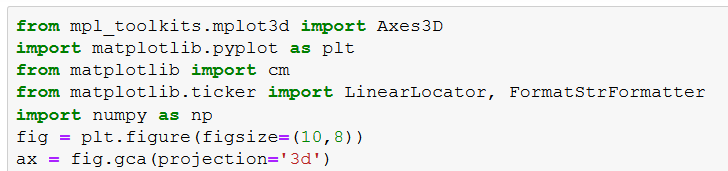 from mpl_toolkits.mplot3d import Axes3D
import matplotlib.pyplot as plt
from matplotlib import cm
from matplotlib.ticker import LinearLocator, FormatStrFormatter
import numpy as np
fig = plt.figure(figsize=(10,8))
ax = fig.gca(projection='3d')